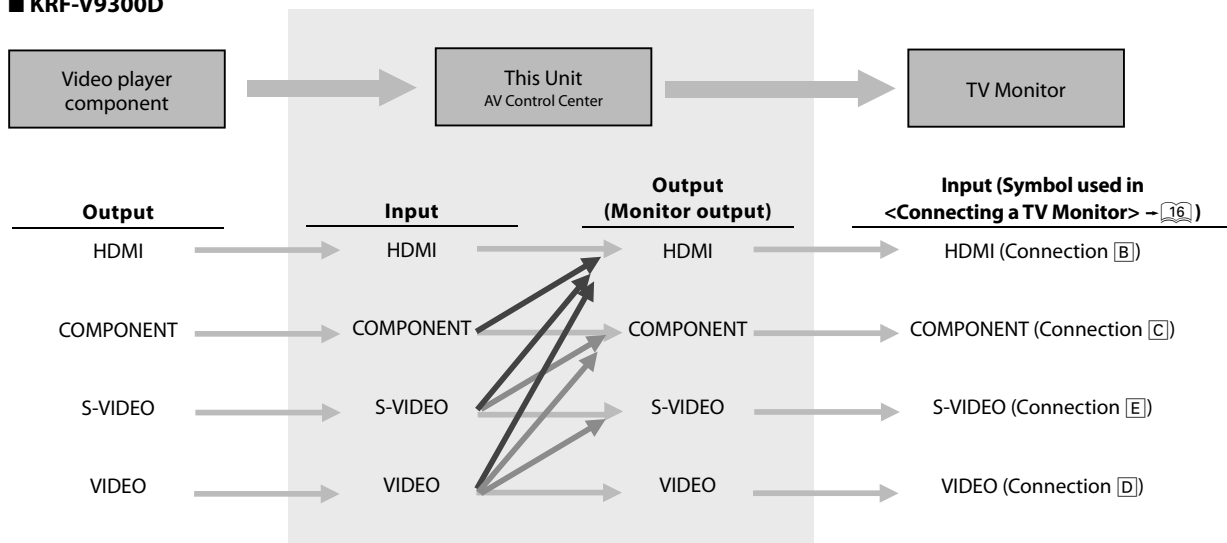 ■ KRF-V9300D
Video player
component
This Unit
AV Control Center
TV Monitor
Output
Input
Output
(Monitor output)
Input (Symbol used in
<Connecting a TV Monitor> →16)
HDMI
HDMI
HDMI
HDMI (Connection B)
COMPONENT
COMPONENT
COMPONENT
COMPONENT (Connection C)
S-VIDEO
S-VIDEO
S-VIDEO
S-VIDEO (Connection E)
VIDEO
VIDEO
VIDEO
VIDEO (Connection D)